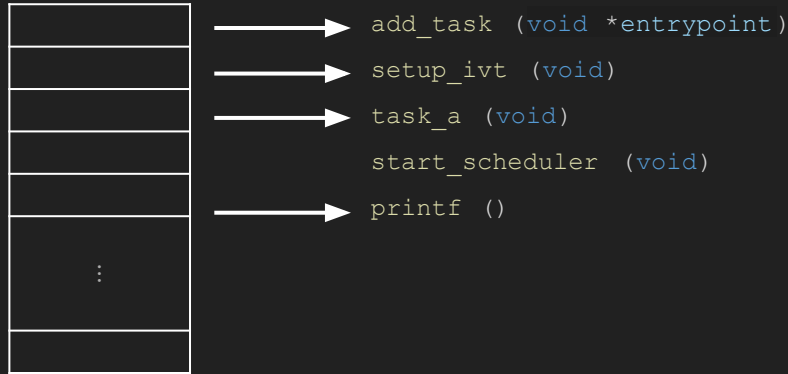 add_task (void *entrypoint)
setup_ivt (void)
task_a (void)
start_scheduler (void)
printf ()
⋮